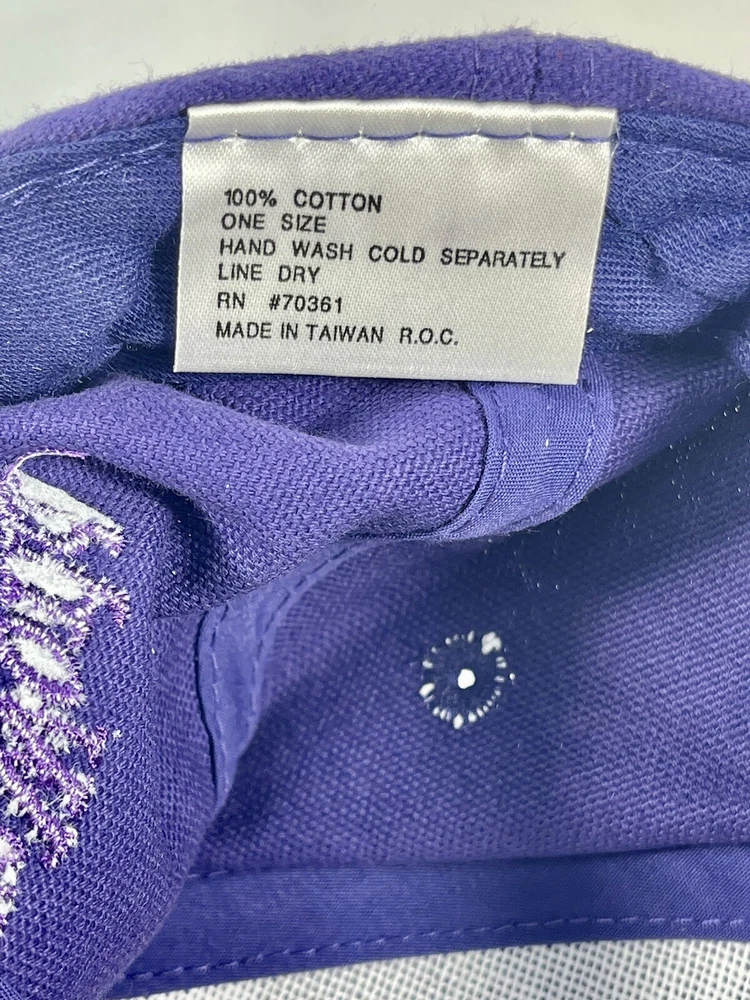 100% COTTON
ONE SIZE
HAND WASH COLD SEPARATELY
LINE DRY
RN #70361
MADE IN TAIWAN R.O.C.